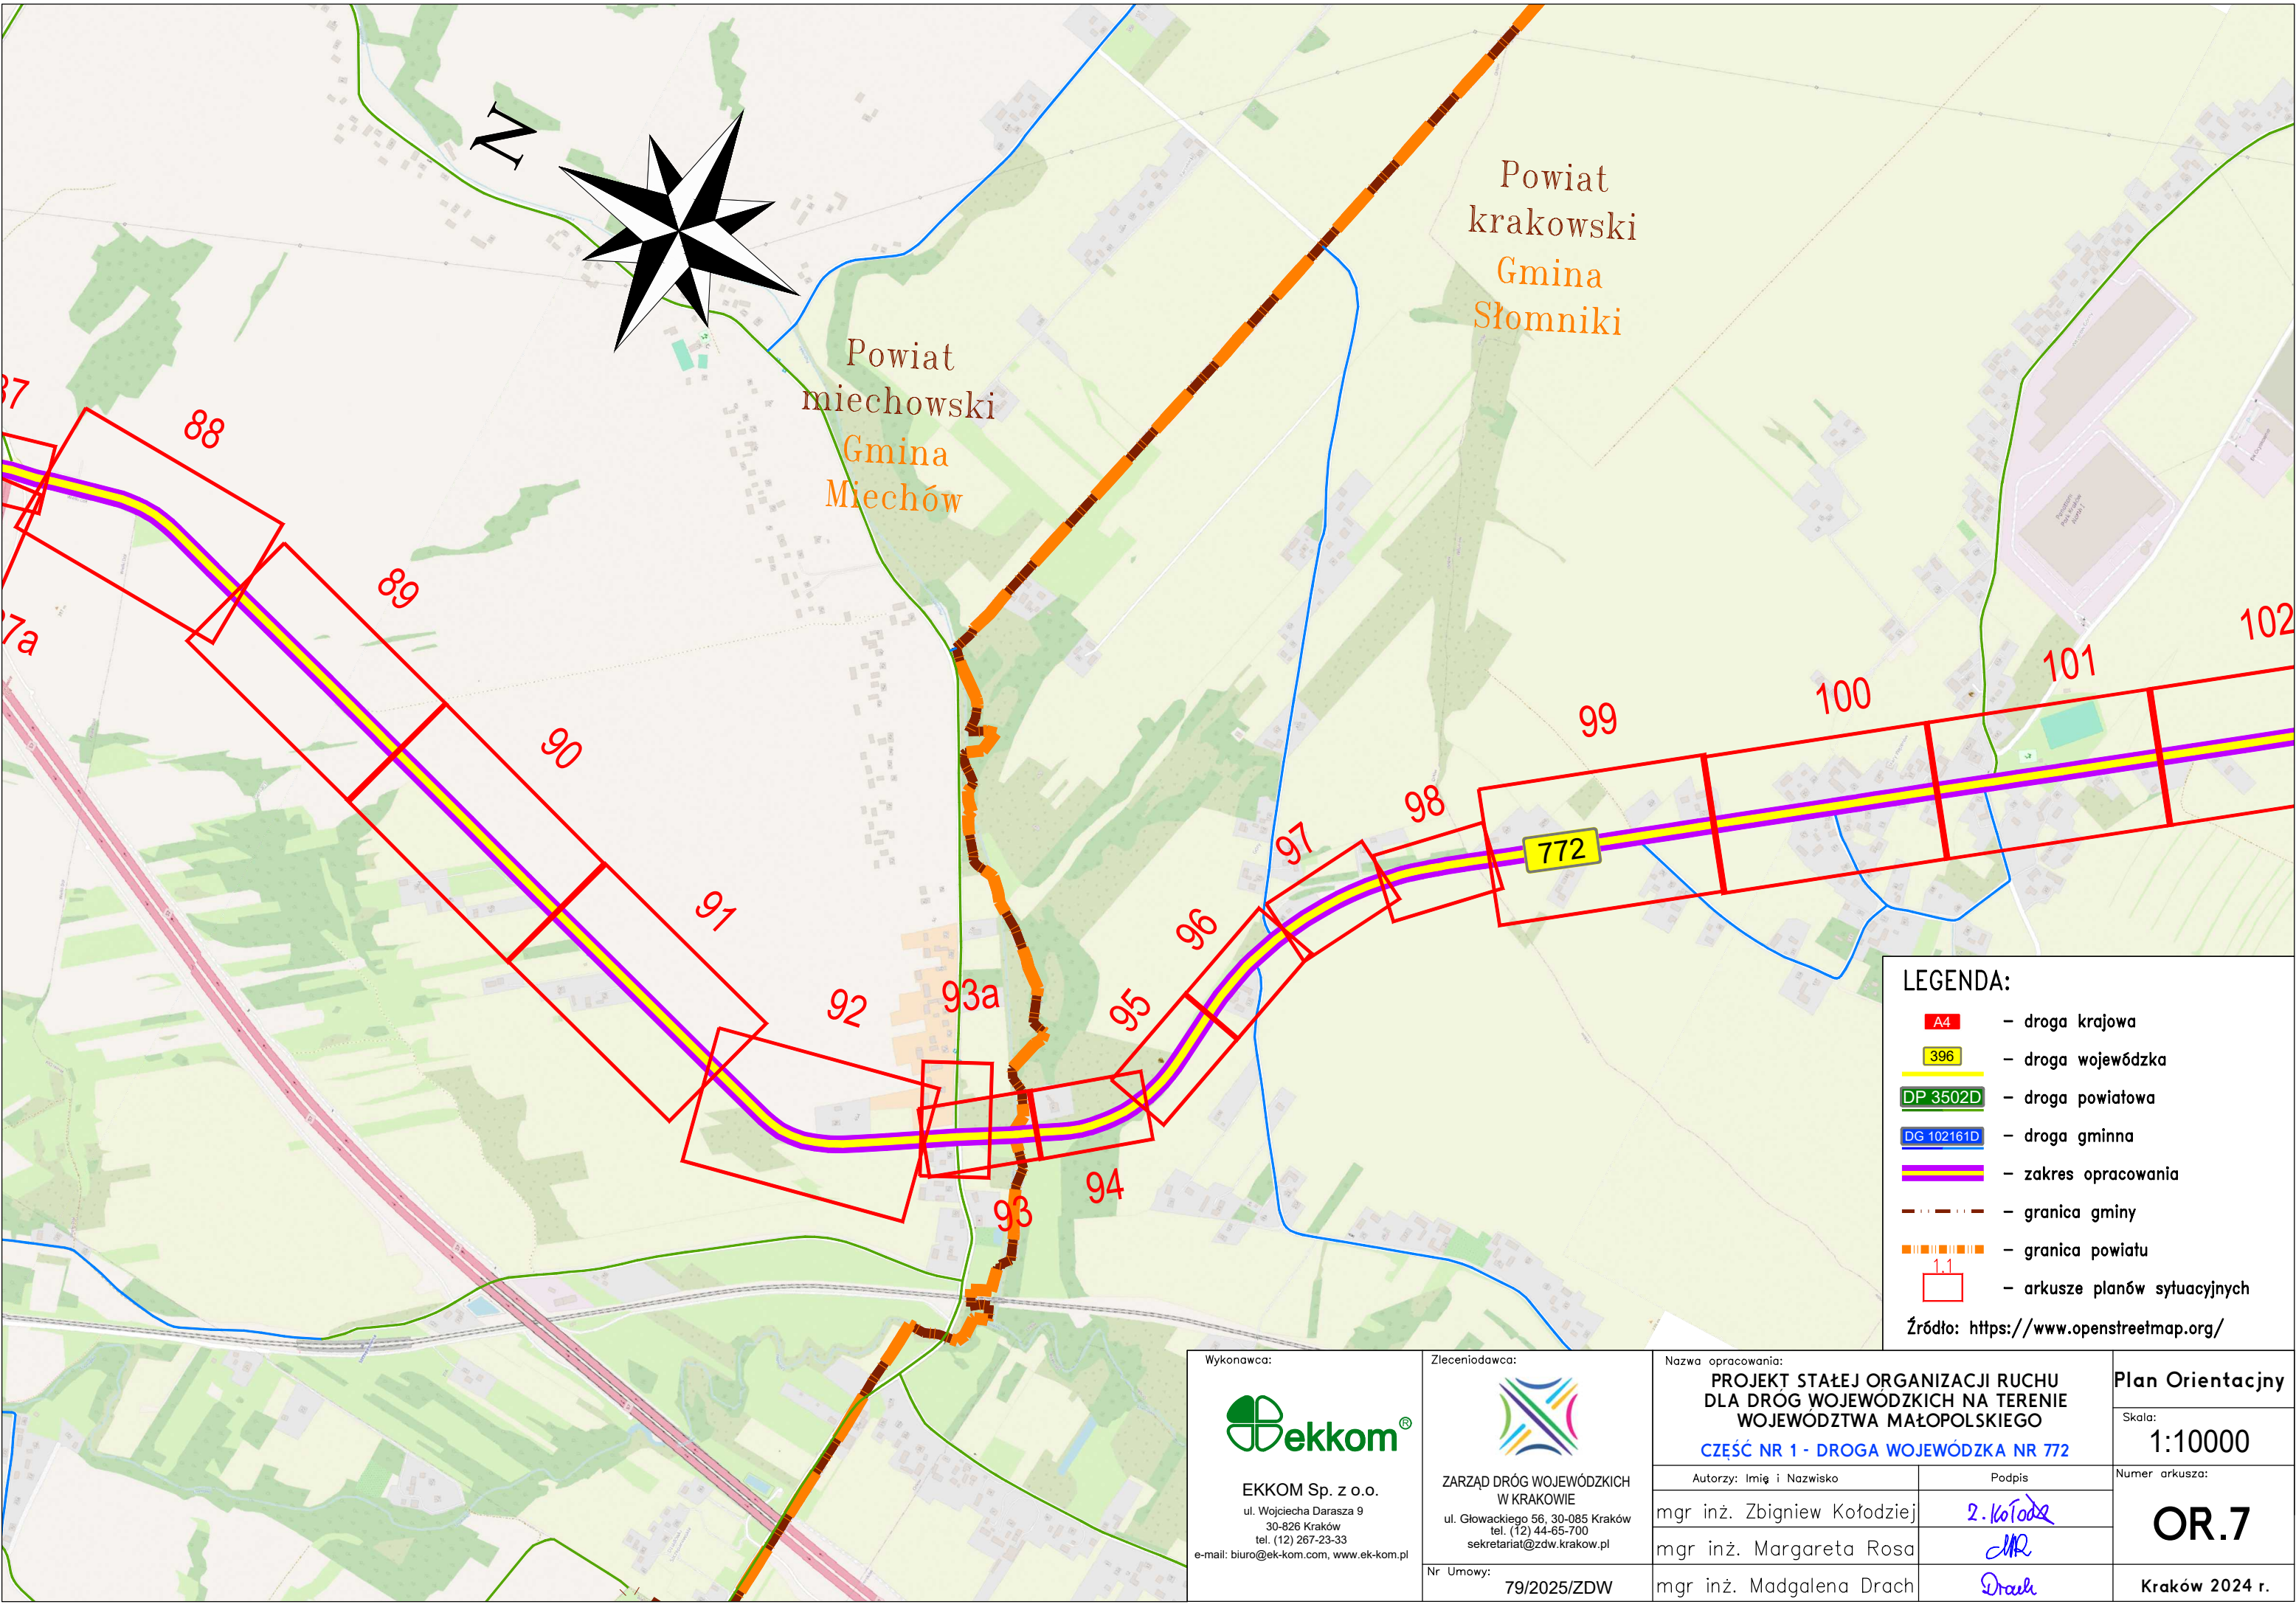 N
Powiat
krakowski
Gmina
Słomniki
Powiat
miechowski
Gmina
Miechów
87
88
87a
89
90
91
92
93a
93
94
95
96
97
98
99
100
101
102
772
LEGENDA:
A4 – droga krajowa
396 – droga wojewódzka
DP 3502D – droga powiatowa
DG 102161D – droga gminna
– zakres opracowania
– granica gminy
– granica powiatu
1.1 – arkusze planów sytuacyjnych
Źródło: https://www.openstreetmap.org/
Wykonawca:
ekkom®
EKKOM Sp. z o.o.
ul. Wojciecha Darasza 9
30-826 Kraków
tel. (12) 267-23-33
e-mail: biuro@ek-kom.com, www.ek-kom.pl
Zleceniodawca:
ZARZĄD DRÓG WOJEWÓDZKICH
W KRAKOWIE
ul. Głowackiego 56, 30-085 Kraków
tel. (12) 44-65-700
sekretariat@zdw.krakow.pl
Nr Umowy:
79/2025/ZDW
Nazwa opracowania:
PROJEKT STAŁEJ ORGANIZACJI RUCHU
DLA DRÓG WOJEWÓDZKICH NA TERENIE
WOJEWÓDZTWA MAŁOPOLSKIEGO
CZĘŚĆ NR 1 - DROGA WOJEWÓDZKA NR 772
Autorzy: Imię i Nazwisko
Podpis
mgr inż. Zbigniew Kołodziej
mgr inż. Margareta Rosa
MR
mgr inż. Madgalena Drach
Drach
Plan Orientacjny
Skala:
1:10000
Numer arkusza:
OR.7
Kraków 2024 r.